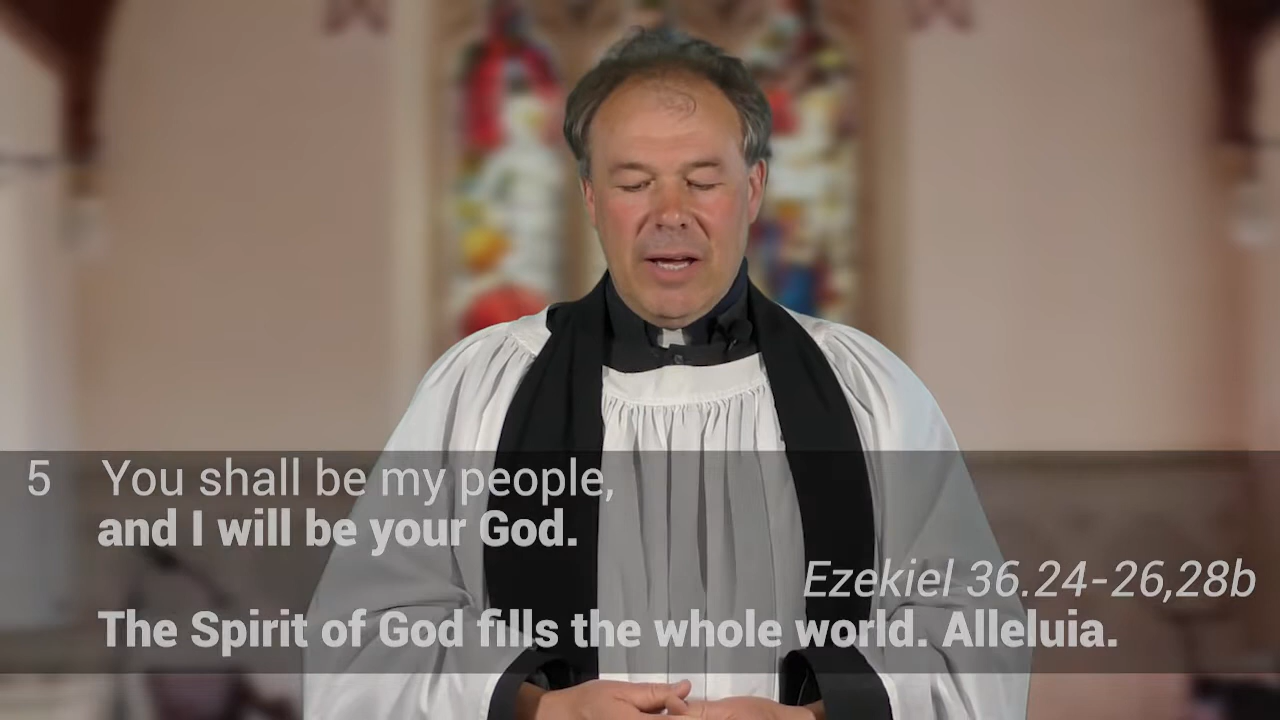 5 You shall be my people,
and I will be your God.
Ezekiel 36.24-26,28b
The Spirit of God fills the whole world. Alleluia.